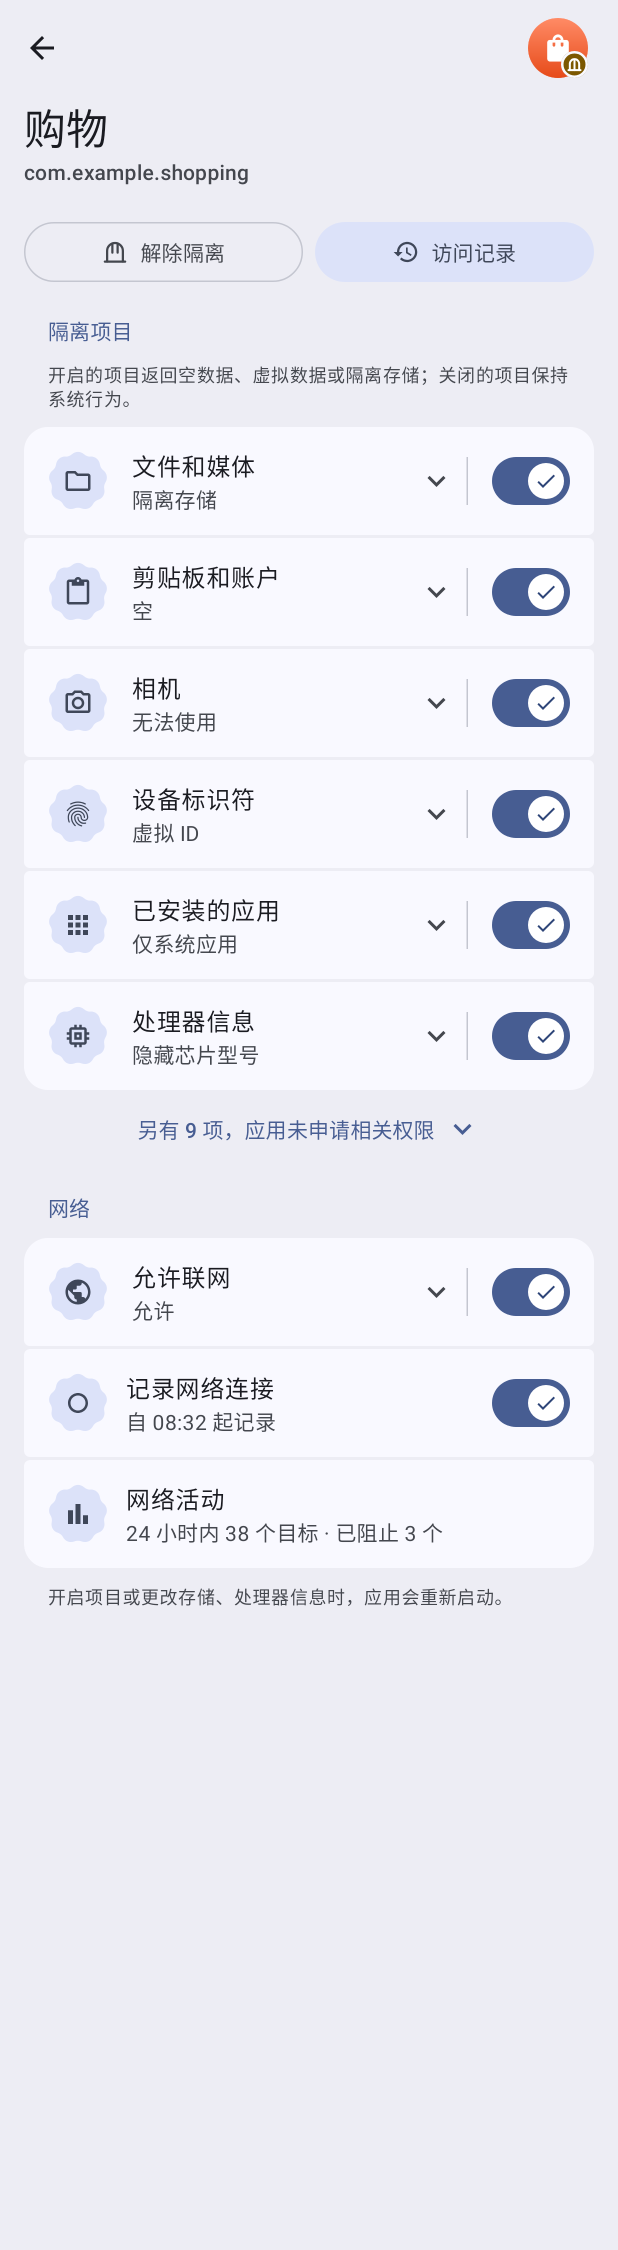 购物
com.example.shopping
解除隔离
访问记录
隔离项目
开启的项目返回空数据、虚拟数据或隔离存储；关闭的项目保持
系统行为。
文件和媒体
隔离存储
剪贴板和账户
空
相机
无法使用
设备标识符
虚拟 ID
已安装的应用
仅系统应用
处理器信息
隐藏芯片型号
另有 9 项，应用未申请相关权限
网络
允许联网
允许
记录网络连接
自 08:32 起记录
网络活动
24 小时内 38 个目标 · 已阻止 3 个
开启项目或更改存储、处理器信息时，应用会重新启动。